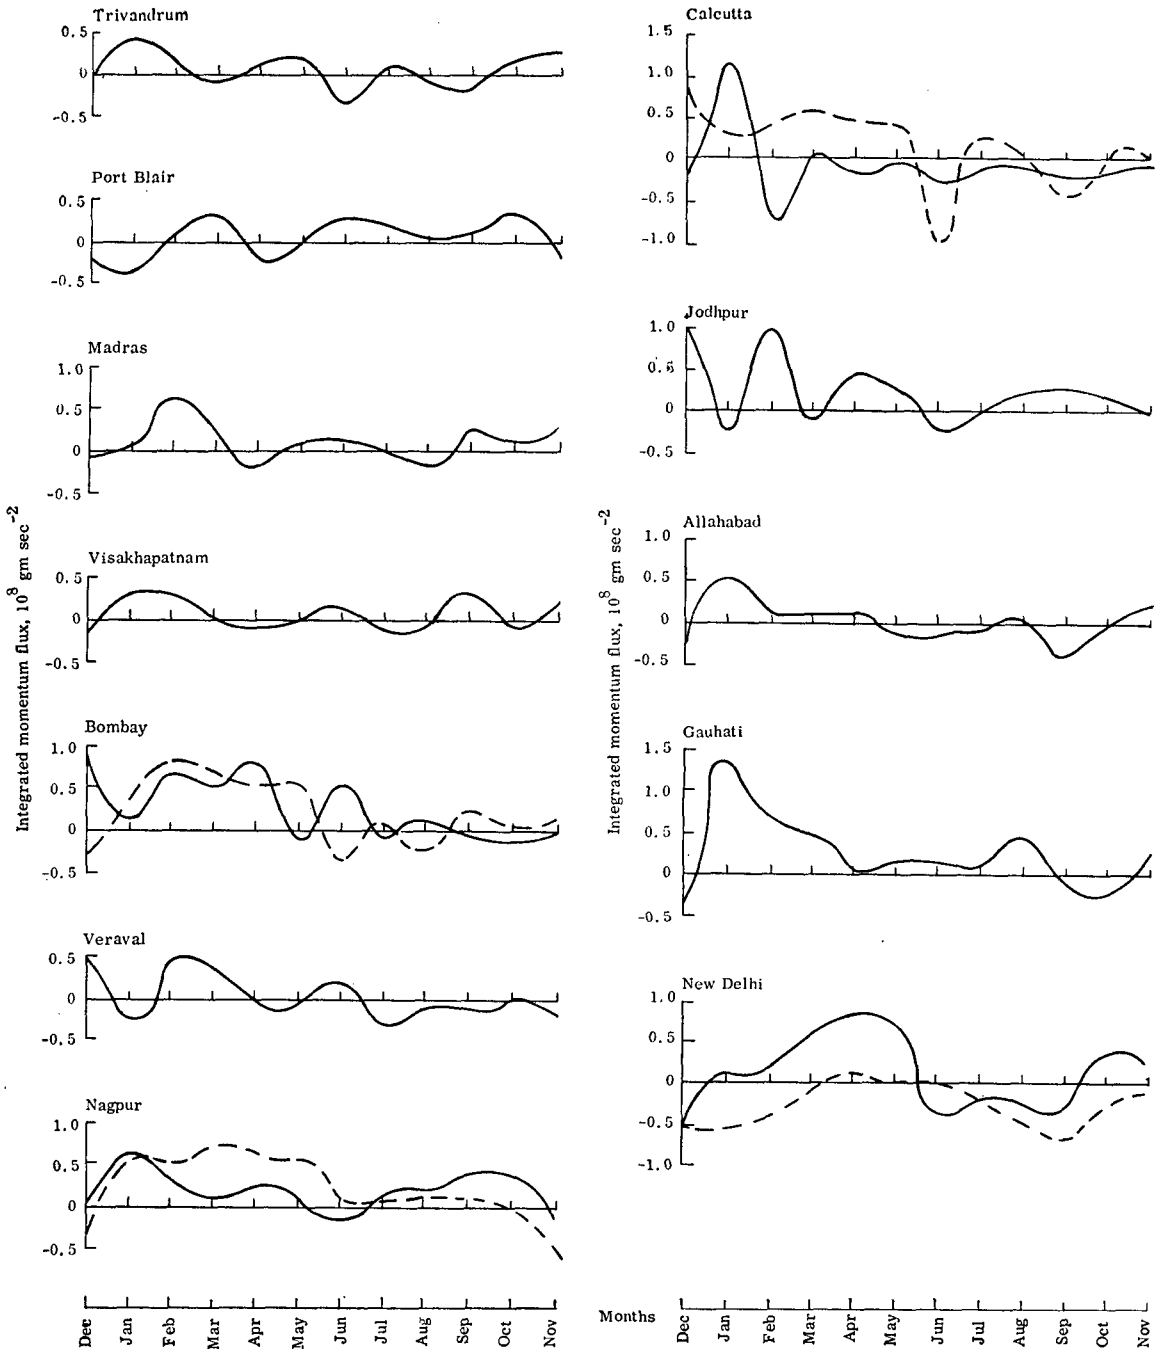 Trivandrum
0.5
0
-0.5
Port Blair
0.5
0
-0.5
Madras
1.0
0.5
0
-0.5
Visakhapatnam
0.5
0
-0.5
Bombay
1.0
0.5
0
-0.5
Veraval
0.5
0
-0.5
Nagpur
1.0
0.5
0
-0.5
Integrated momentum flux, 10⁸ gm sec⁻²
Dec Jan Feb Mar Apr May Jun Jul Aug Sep Oct Nov
Calcutta
1.5
1.0
0.5
0
-0.5
-1.0
Jodhpur
1.0
0.5
0
-0.5
Allahabad
1.0
0.5
0
-0.5
Gauhati
1.5
1.0
0.5
0
-0.5
New Delhi
1.0
0.5
0
-0.5
-1.0
Integrated momentum flux, 10⁸ gm sec⁻²
Months
Dec Jan Feb Mar Apr May Jun Jul Aug Sep Oct Nov